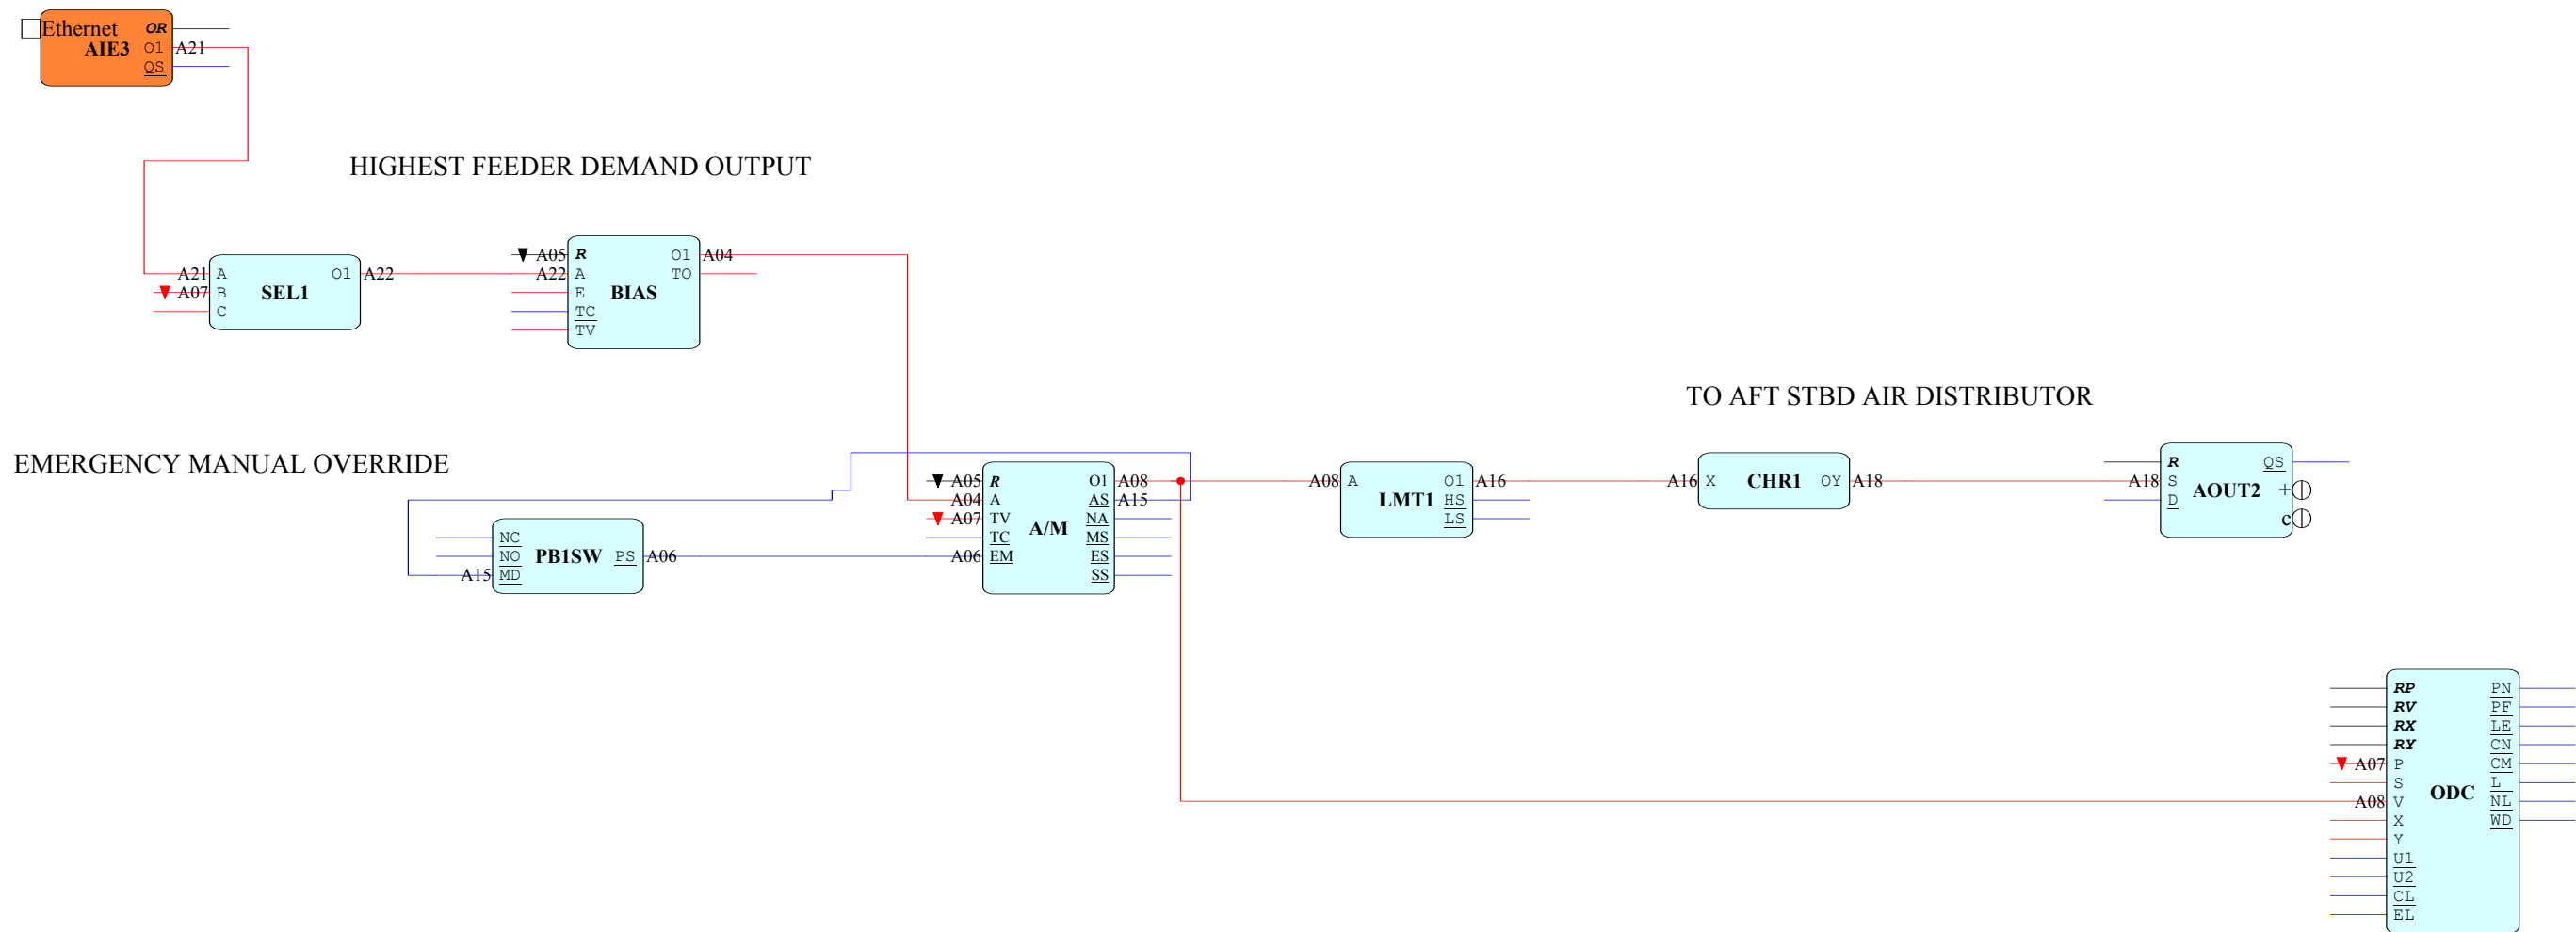 Ethernet OR
AIE3 O1 A21
QS
HIGHEST FEEDER DEMAND OUTPUT
A21 A O1 A22
A07 B SEL1
C
A05 R O1 A04
A22 A TO
E BIAS
TC
TV
TO AFT STBD AIR DISTRIBUTOR
EMERGENCY MANUAL OVERRIDE
NC
NO PB1SW PS A06
A15 MD
A05 R O1 A08
A04 A AS A15
A07 TV NA
TC A/M MS
A06 EM ES
SS
A08 A O1 A16
LMT1 HS
LS
A16 X CHR1 OY A18
R QS
A18 S AOUT2 +
D c
RP PN
RV PF
RX LE
RY CN
A07 P CM
S L
A08 V ODC NL
X WD
Y
U1
U2
CL
EL